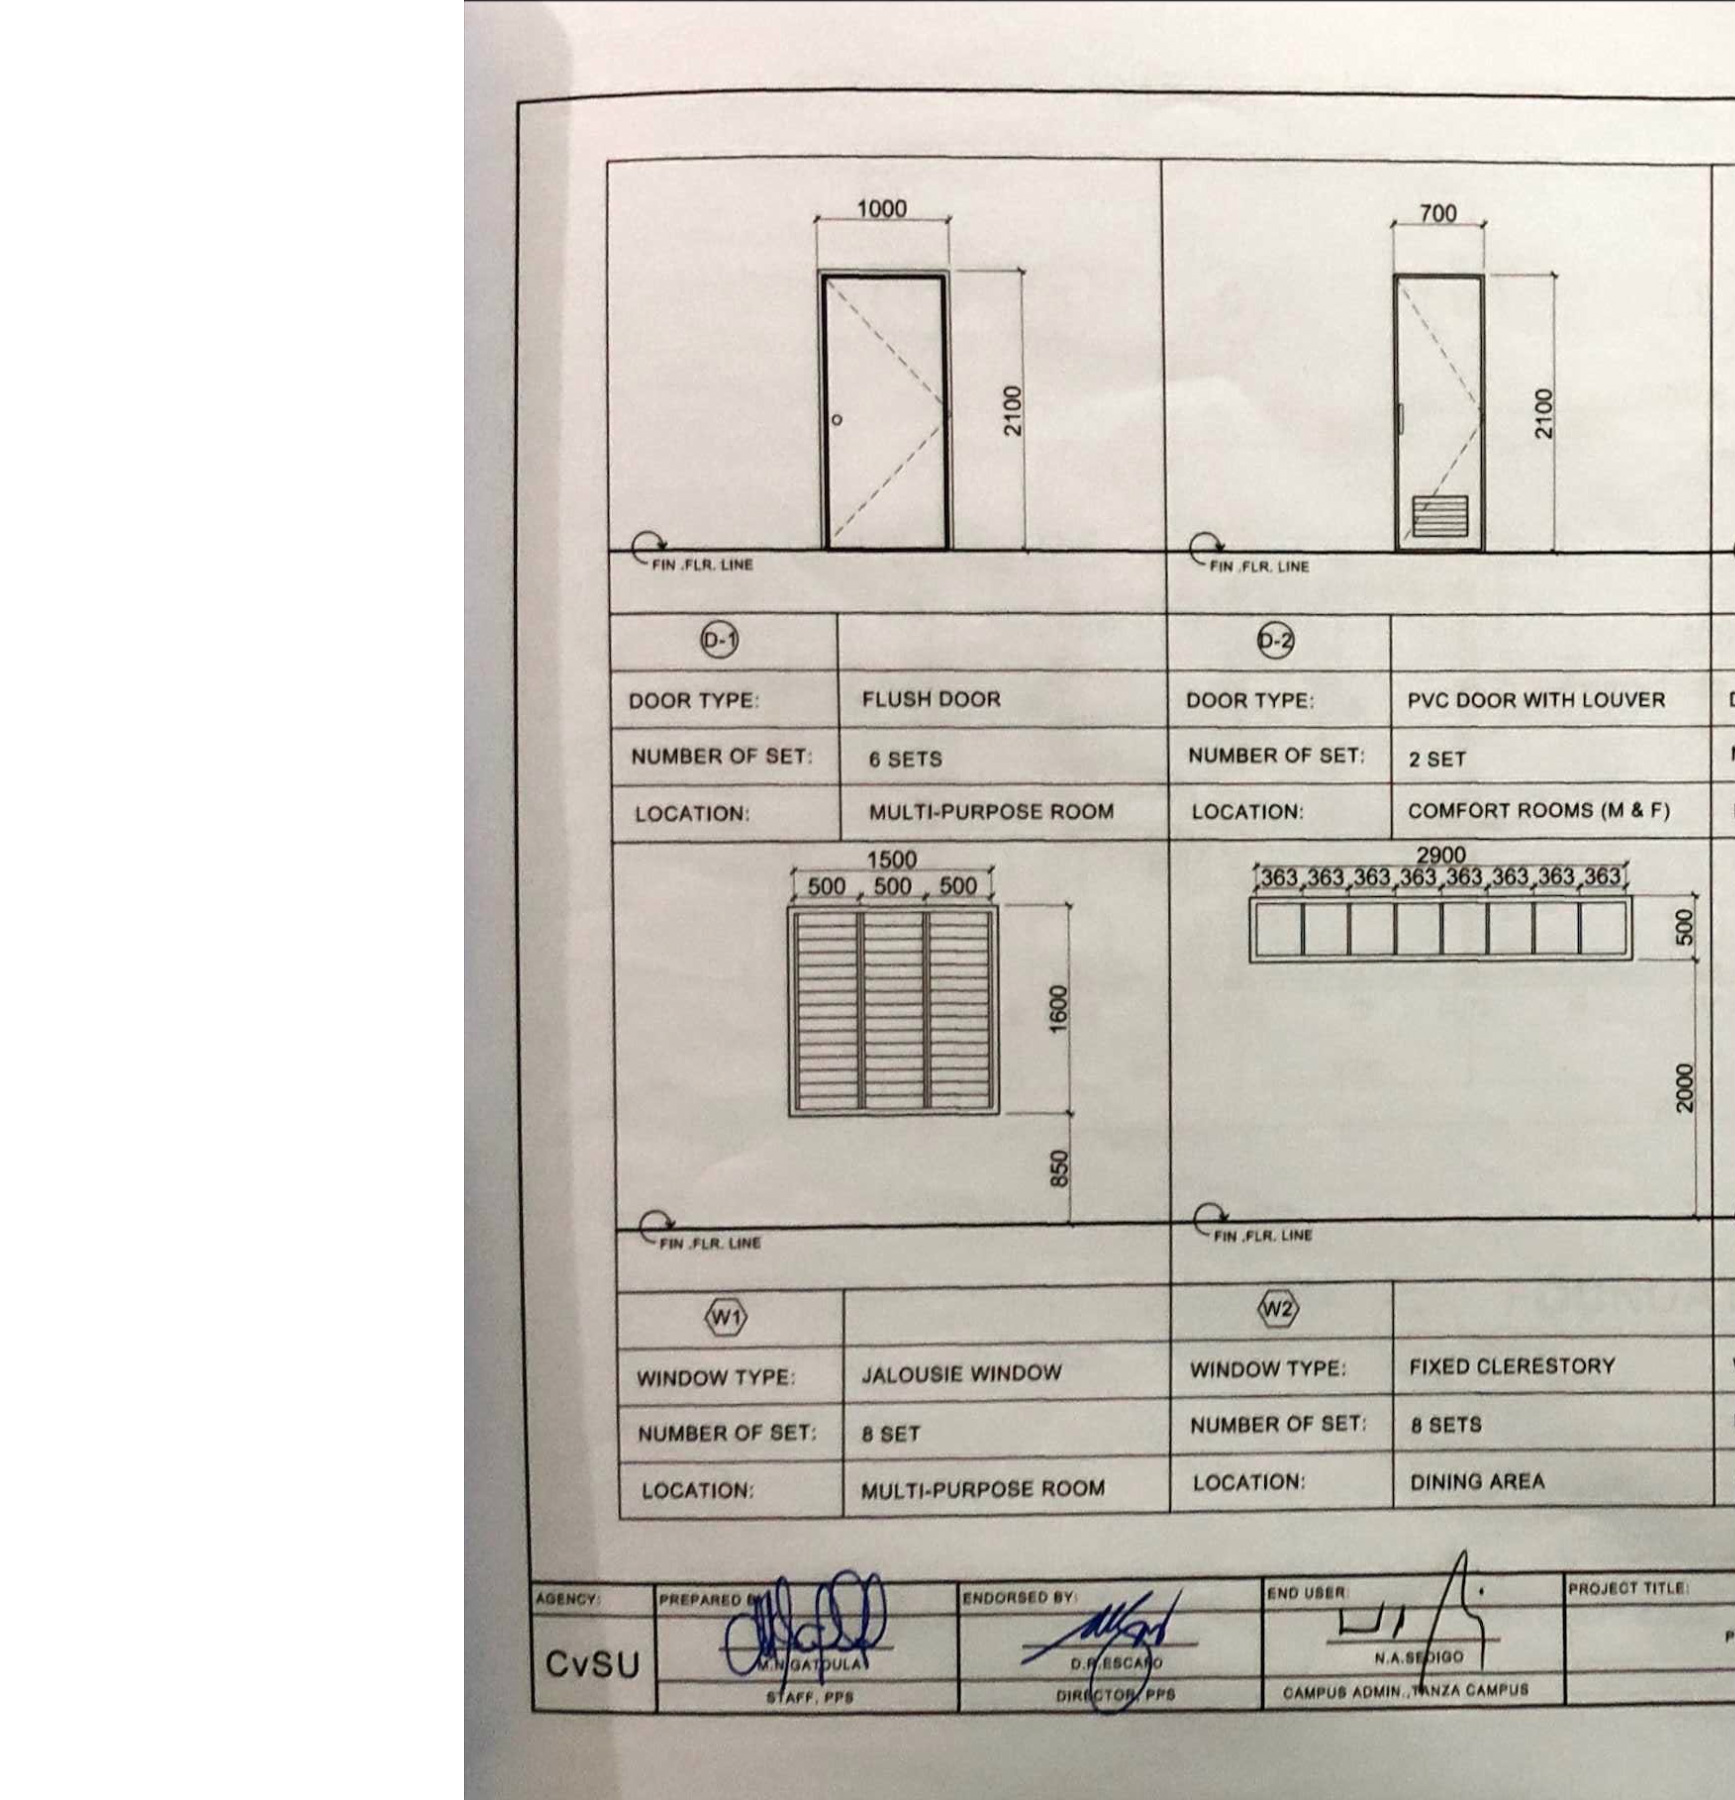 1000
2100
FIN .FLR. LINE
700
2100
FIN .FLR. LINE
D-1
DOOR TYPE: FLUSH DOOR
NUMBER OF SET: 6 SETS
LOCATION: MULTI-PURPOSE ROOM
D-2
DOOR TYPE: PVC DOOR WITH LOUVER
NUMBER OF SET: 2 SET
LOCATION: COMFORT ROOMS (M & F)
1500
500 500 500
1600
850
FIN .FLR. LINE
2900
363 363 363 363 363 363 363 363
500
2000
FIN .FLR. LINE
W1
WINDOW TYPE: JALOUSIE WINDOW
NUMBER OF SET: 8 SET
LOCATION: MULTI-PURPOSE ROOM
W2
WINDOW TYPE: FIXED CLERESTORY
NUMBER OF SET: 8 SETS
LOCATION: DINING AREA
AGENCY:
CvSU
PREPARED
M.N.GATDULA
STAFF, PPS
ENDORSED BY:
DIRECTOR, PPS
END USER:
N.A.SEDIGO
CAMPUS ADMIN.,TANZA CAMPUS
PROJECT TITLE: